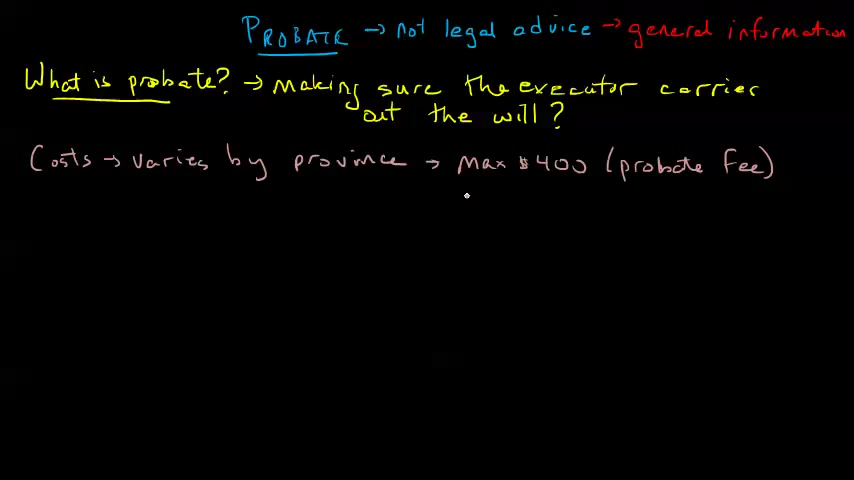 PROBATE → not legal advice → general information
What is probate? → making sure the executor carrier
out the will?
Costs → varies by province → Max $400 (probate Fee)